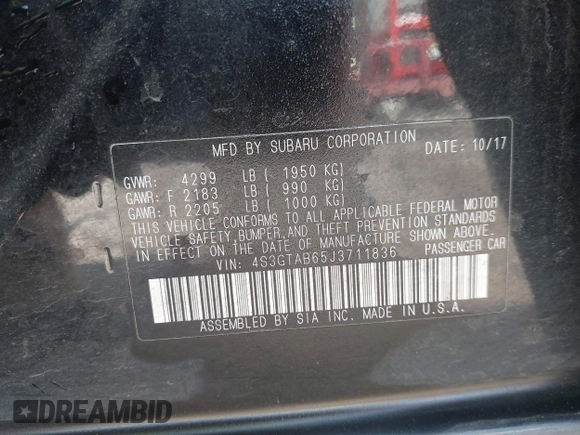 MFD BY SUBARU CORPORATION DATE: 10/17
GVWR: 4299 LB ( 1950 KG)
GAWR: F 2183 LB ( 990 KG)
GAWR: R 2205 LB ( 1000 KG)
THIS VEHICLE CONFORMS TO ALL APPLICABLE FEDERAL MOTOR
VEHICLE SAFETY, BUMPER, AND THEFT PREVENTION STANDARDS
IN EFFECT ON THE DATE OF MANUFACTURE SHOWN ABOVE.
VIN: 4S3GTAB65J3711836 PASSENGER CAR
ASSEMBLED BY SIA INC. MADE IN U.S.A.
DREAMBID